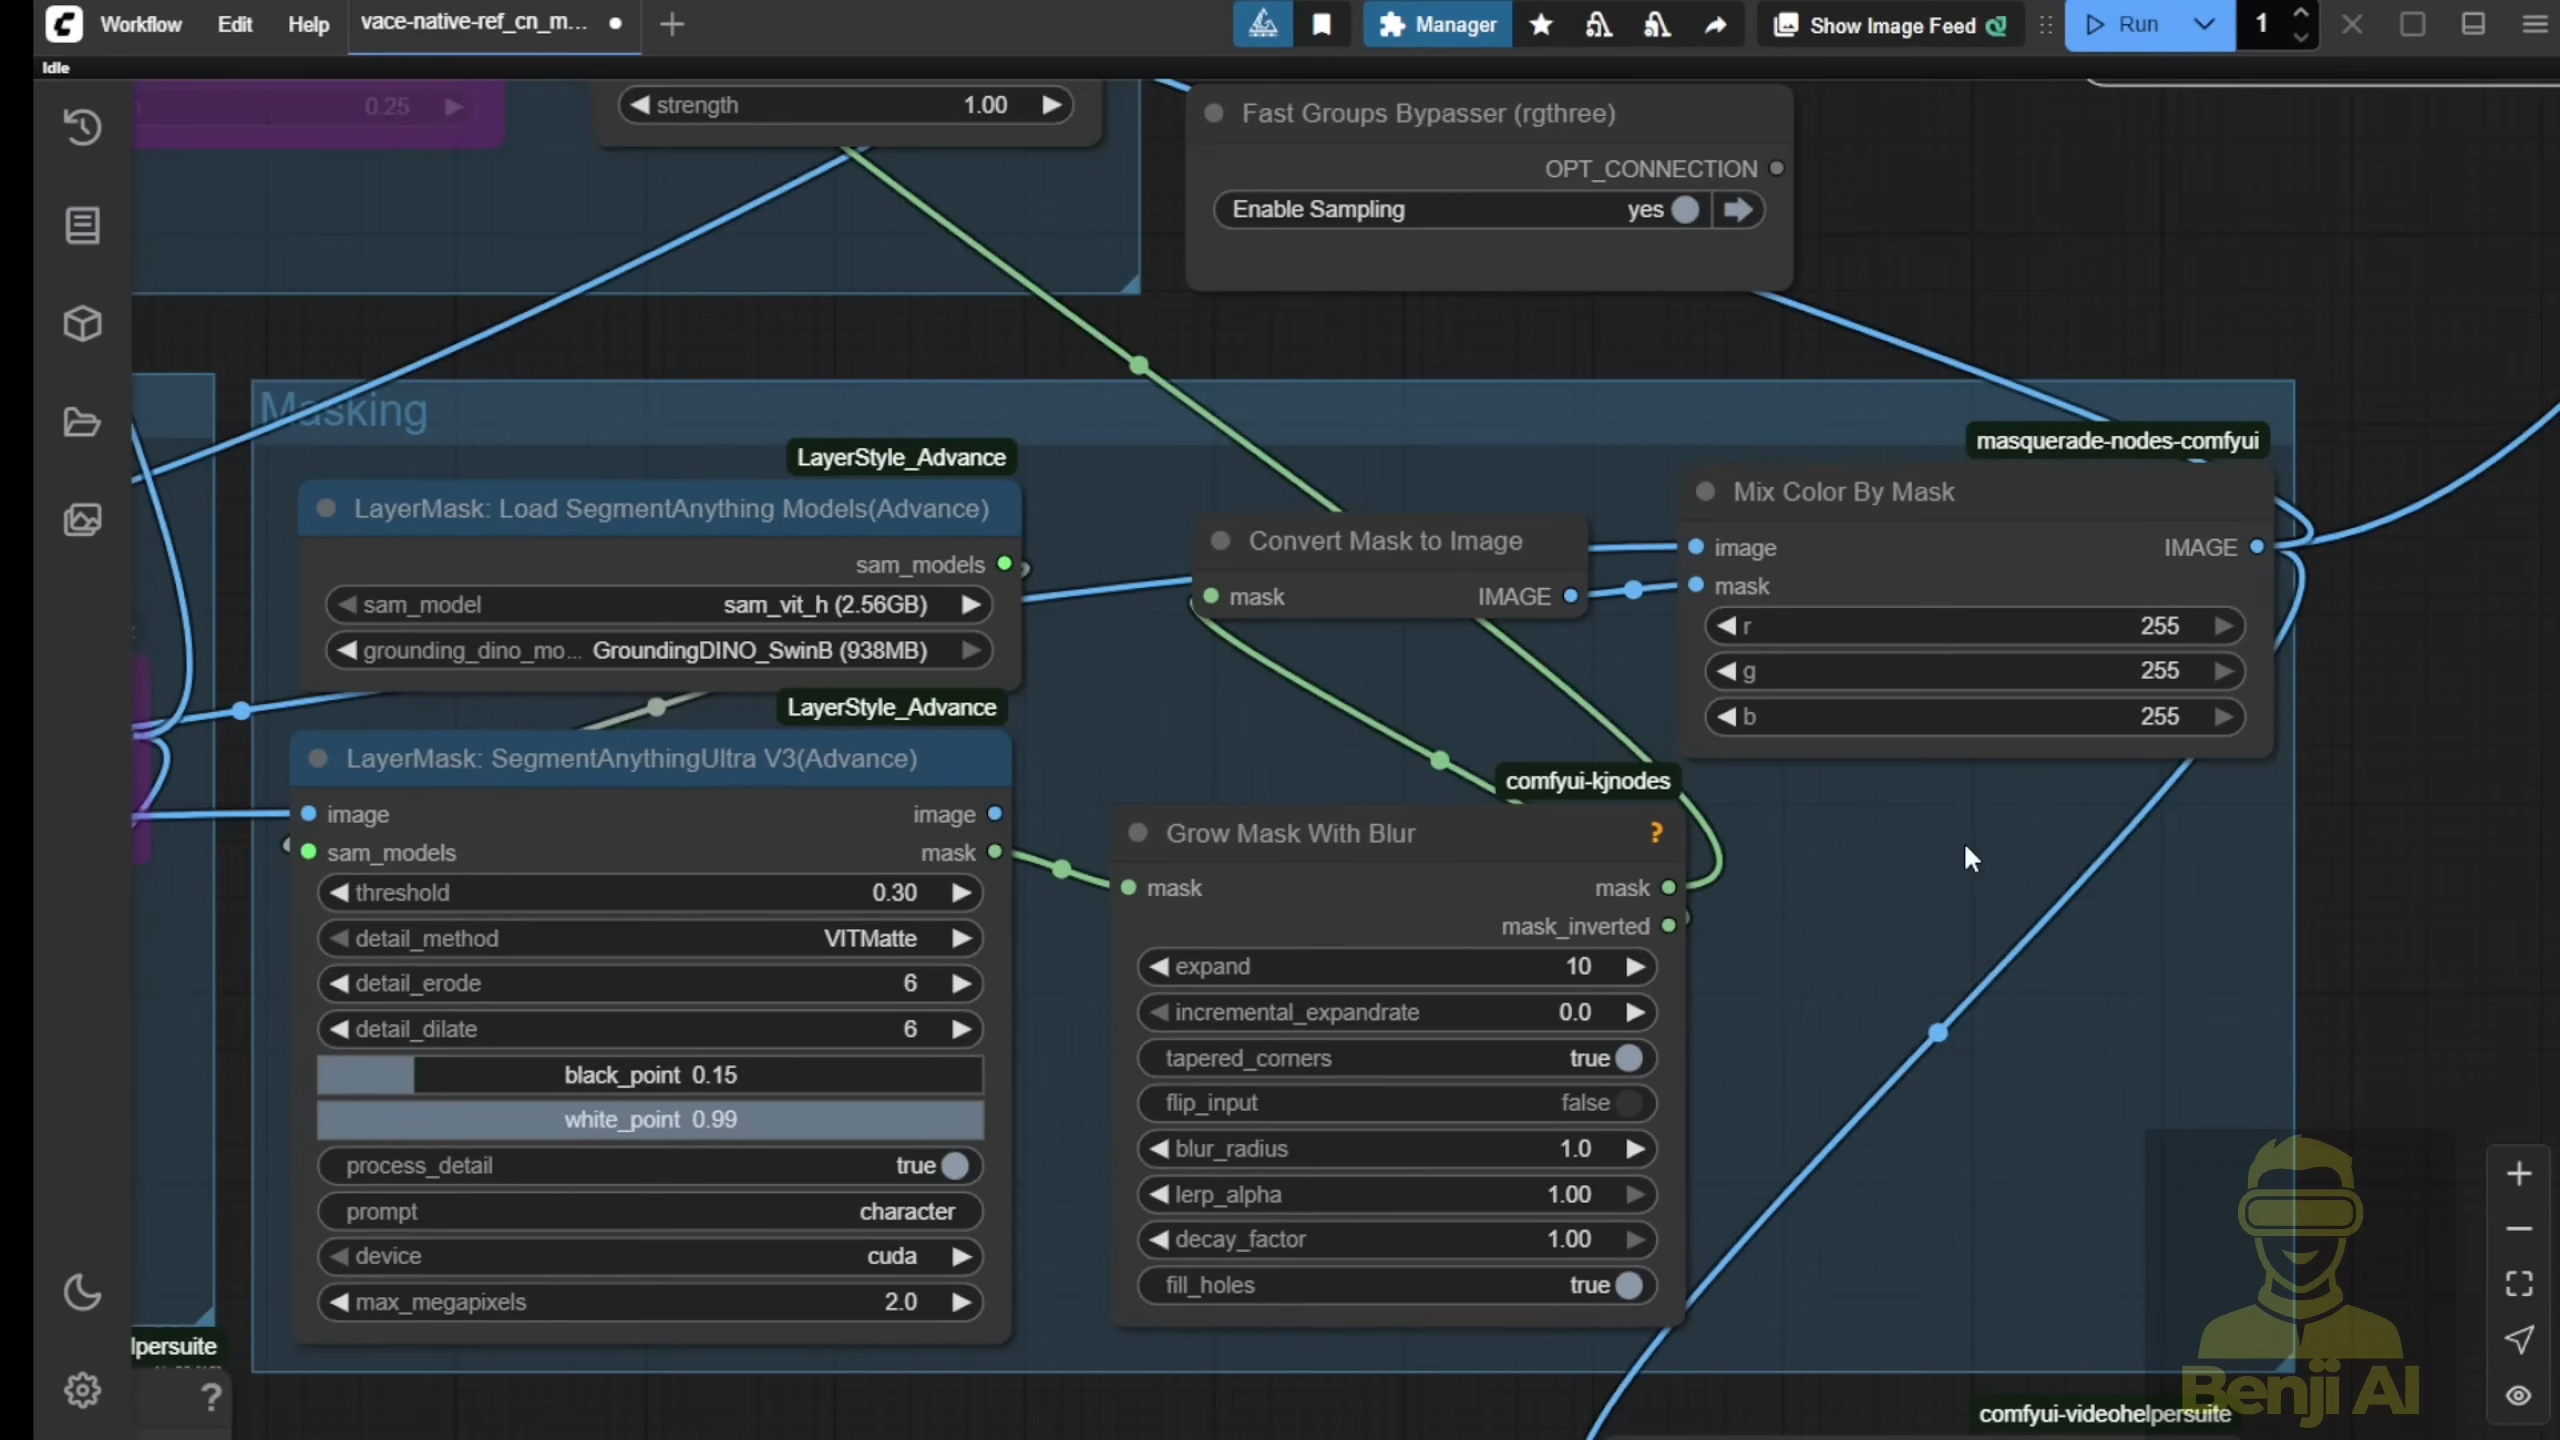 Workflow
Edit
Help
vace-native-ref_cn_m...
Manager
Show Image Feed
Run
1
Idle
0.25
strength 1.00
Fast Groups Bypasser (rgthree)
OPT_CONNECTION
Enable Sampling yes
Masking
LayerStyle_Advance
LayerMask: Load SegmentAnything Models(Advance)
sam_models
sam_model sam_vit_h (2.56GB)
grounding_dino_mo... GroundingDINO_SwinB (938MB)
LayerStyle_Advance
LayerMask: SegmentAnythingUltra V3(Advance)
image image
sam_models mask
threshold 0.30
detail_method VITMatte
detail_erode 6
detail_dilate 6
black_point 0.15
white_point 0.99
process_detail true
prompt character
device cuda
max_megapixels 2.0
Convert Mask to Image
mask IMAGE
masquerade-nodes-comfyui
Mix Color By Mask
image IMAGE
mask
r 255
g 255
b 255
comfyui-kjnodes
Grow Mask With Blur ?
mask mask
mask_inverted
expand 10
incremental_expandrate 0.0
tapered_corners true
flip_input false
blur_radius 1.0
lerp_alpha 1.00
decay_factor 1.00
fill_holes true
lpersuite
?
comfyui-videohelpersuite
Benji AI